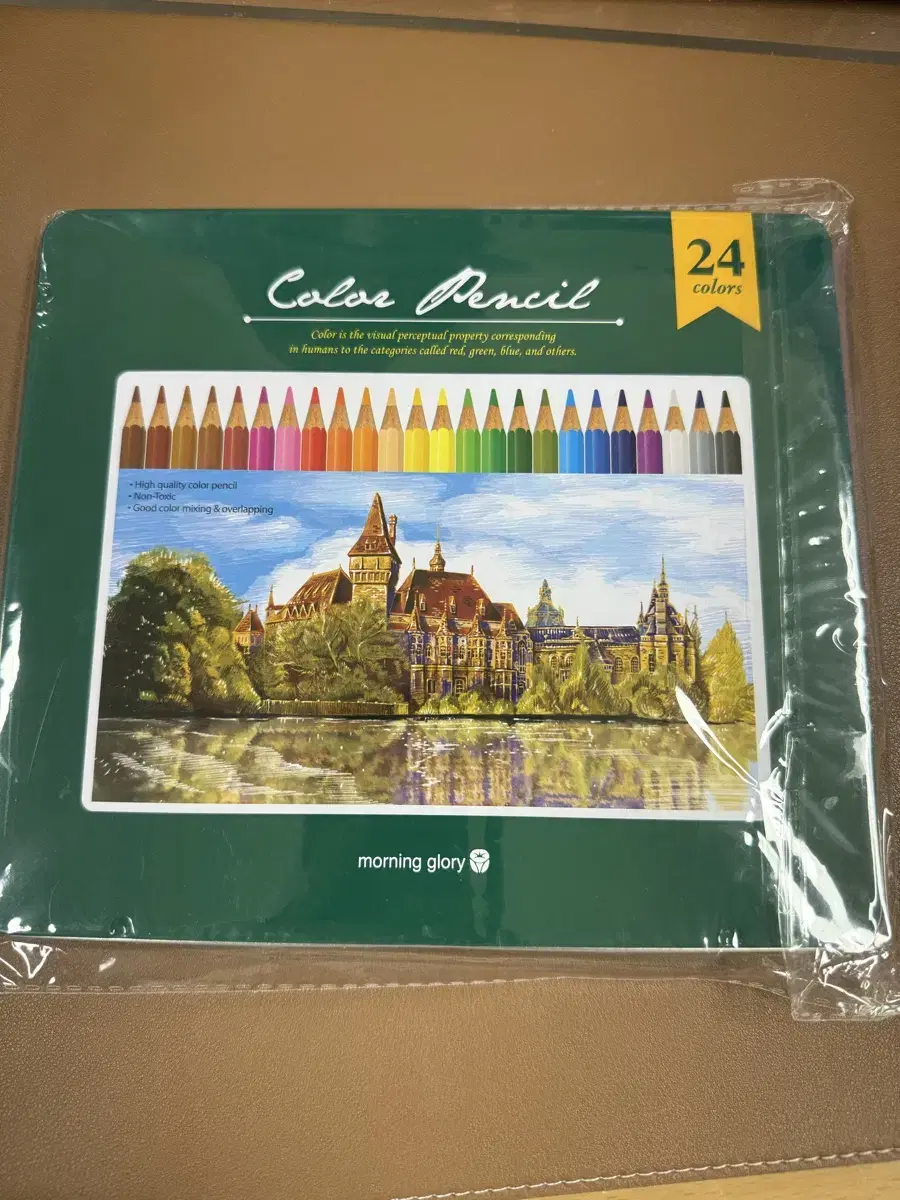 24
colors
Color Pencil
Color is the visual perceptual property corresponding
in humans to the categories called red, green, blue, and others.
• High quality color pencil
• Non-Toxic
• Good color mixing & overlapping
morning glory